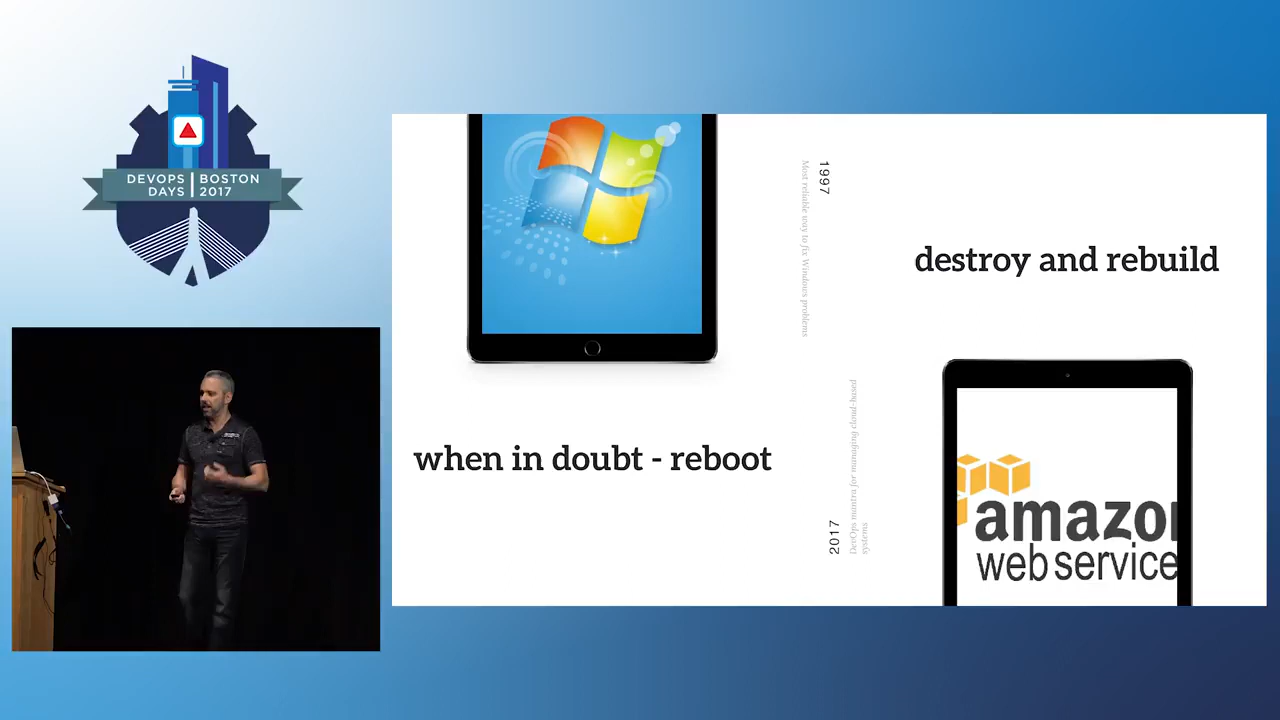 DEVOPS BOSTON
DAYS 2017
1997
Most reliable way to fix Windows problems
destroy and rebuild
when in doubt - reboot
2017
DevOps mantra for managing cloud-based
systems
amazon
web service